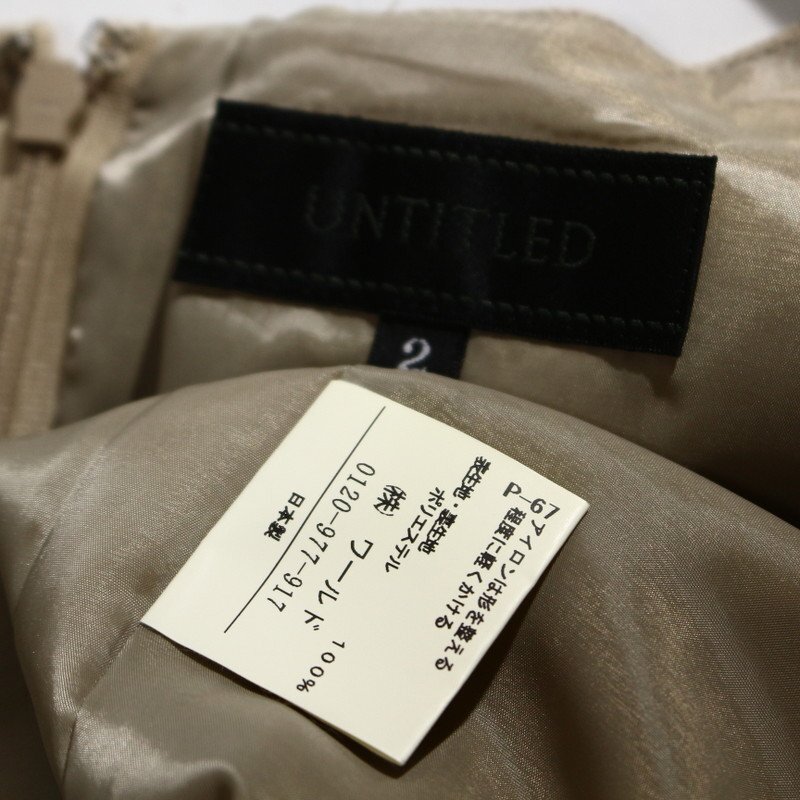 UNTITLED
2
d-67
アイロンは形を整える
程度に軽くかける
表生地・裏生地
ポリエステル
100%
(株) ワールド
0120-977-917
日本製